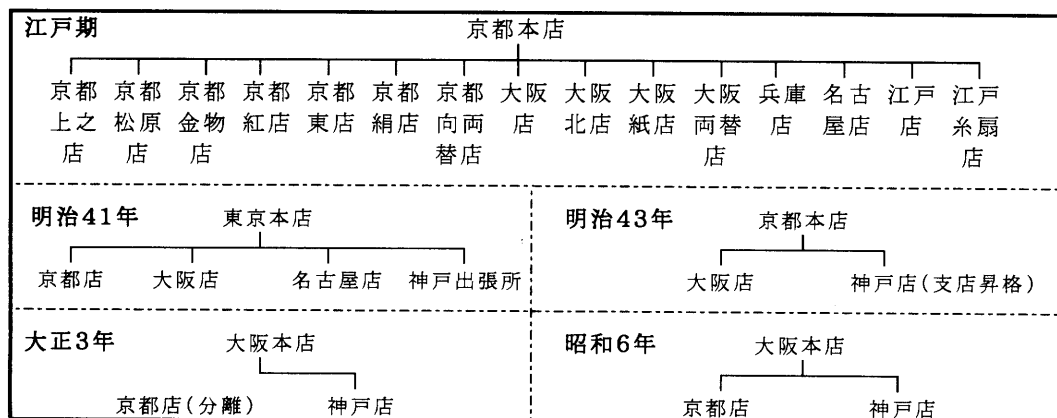 江戸期
京都本店
京都上之店
京都松原店
京都金物店
京都紅店
京都東店
京都絹店
京都向両替店
大阪店
大阪北店
大阪紙店
大阪両替店
兵庫店
名古屋店
江戸店
江戸糸扇店
明治41年
東京本店
京都店 大阪店 名古屋店 神戸出張所
明治43年
京都本店
大阪店 神戸店(支店昇格)
大正3年
大阪本店
京都店(分離) 神戸店
昭和6年
大阪本店
京都店 神戸店